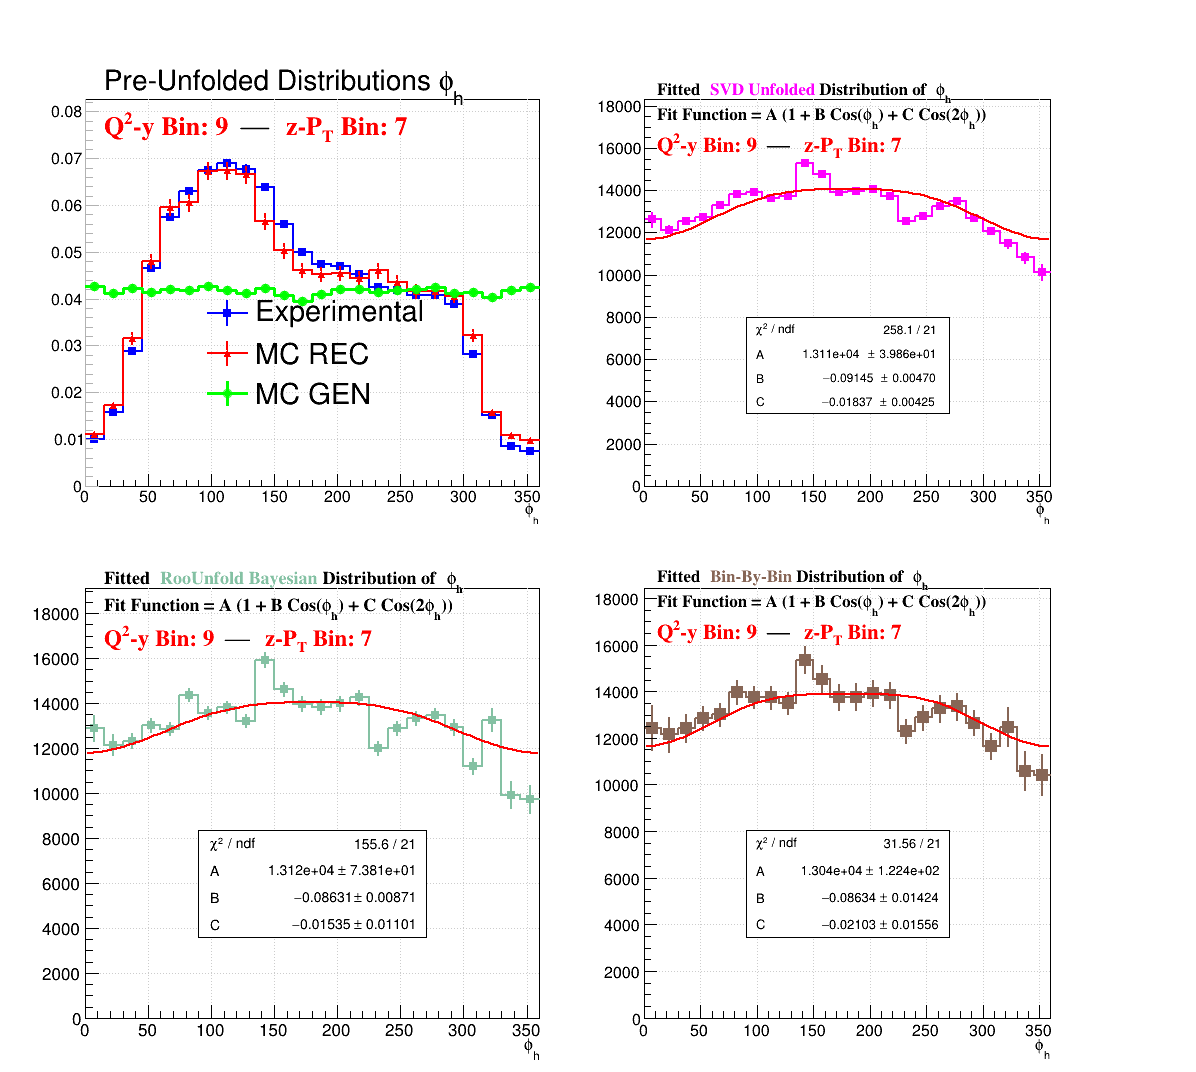 Pre-Unfolded Distributions ϕh
Q2-y Bin: 9 — z-PT Bin: 7
0.08
0.07
0.06
0.05
0.04
0.03
0.02
0.01
0
Experimental
MC REC
MC GEN
0 50 100 150 200 250 300 350
ϕh
Fitted SVD Unfolded Distribution of ϕh
Fit Function = A (1 + B Cos(ϕh) + C Cos(2ϕh))
Q2-y Bin: 9 — z-PT Bin: 7
18000
16000
14000
12000
10000
8000
6000
4000
2000
0
χ2 / ndf 258.1 / 21
A 1.311e+04 ± 3.986e+01
B −0.09145 ± 0.00470
C −0.01837 ± 0.00425
0 50 100 150 200 250 300 350
ϕh
Fitted RooUnfold Bayesian Distribution of ϕh
Fit Function = A (1 + B Cos(ϕh) + C Cos(2ϕh))
Q2-y Bin: 9 — z-PT Bin: 7
18000
16000
14000
12000
10000
8000
6000
4000
2000
0
χ2 / ndf 155.6 / 21
A 1.312e+04 ± 7.381e+01
B −0.08631 ± 0.00871
C −0.01535 ± 0.01101
0 50 100 150 200 250 300 350
ϕh
Fitted Bin-By-Bin Distribution of ϕh
Fit Function = A (1 + B Cos(ϕh) + C Cos(2ϕh))
Q2-y Bin: 9 — z-PT Bin: 7
18000
16000
14000
12000
10000
8000
6000
4000
2000
0
χ2 / ndf 31.56 / 21
A 1.304e+04 ± 1.224e+02
B −0.08634 ± 0.01424
C −0.02103 ± 0.01556
0 50 100 150 200 250 300 350
ϕh